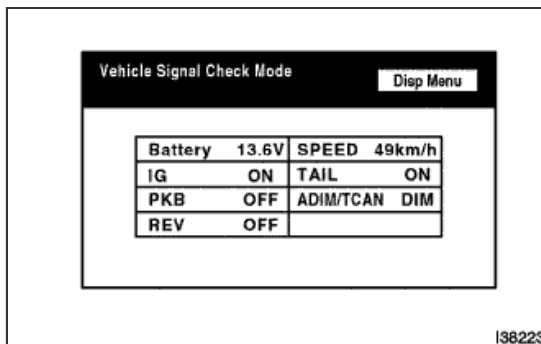 Vehicle Signal Check Mode
Disp Menu
Battery 13.6V SPEED 49km/h
IG ON TAIL ON
PKB OFF ADIM/TCAN DIM
REV OFF
I38223